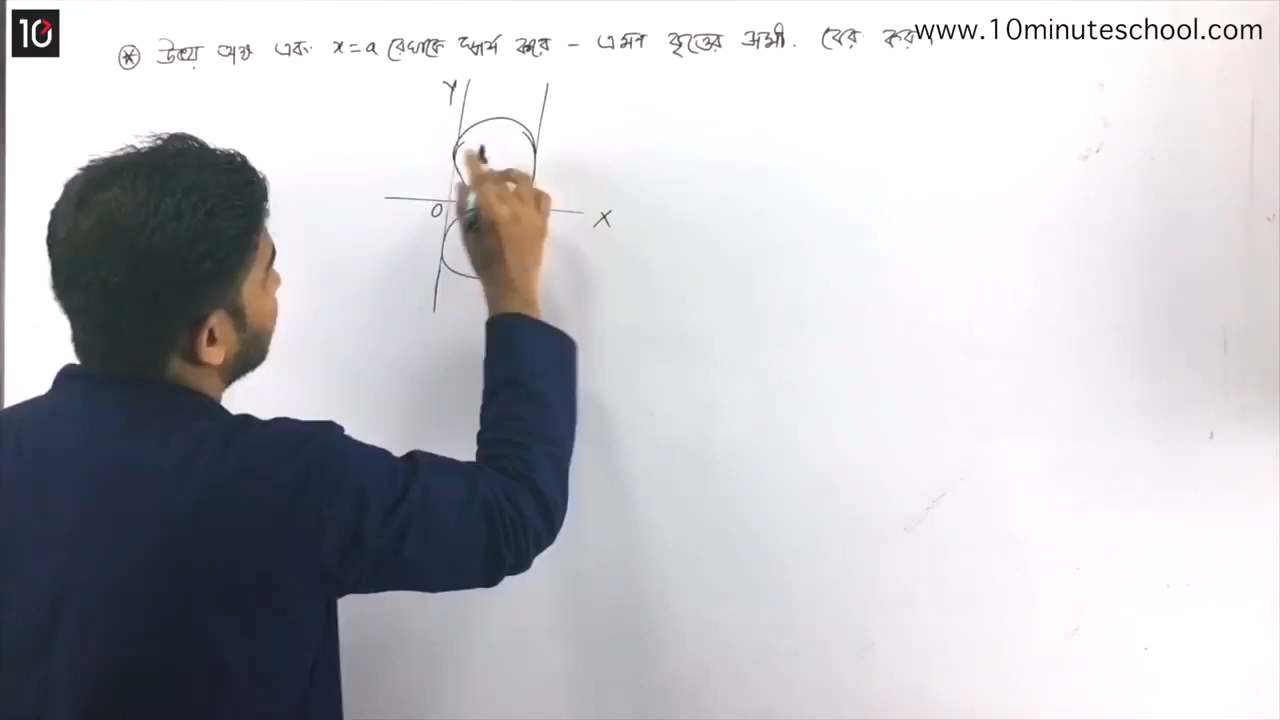 10
www.10minuteschool.com
* উভয় অক্ষ এবং x = a রেখাকে স্পর্শ করে - এমন বৃত্তের সমী. বের কর।
Y
O
X